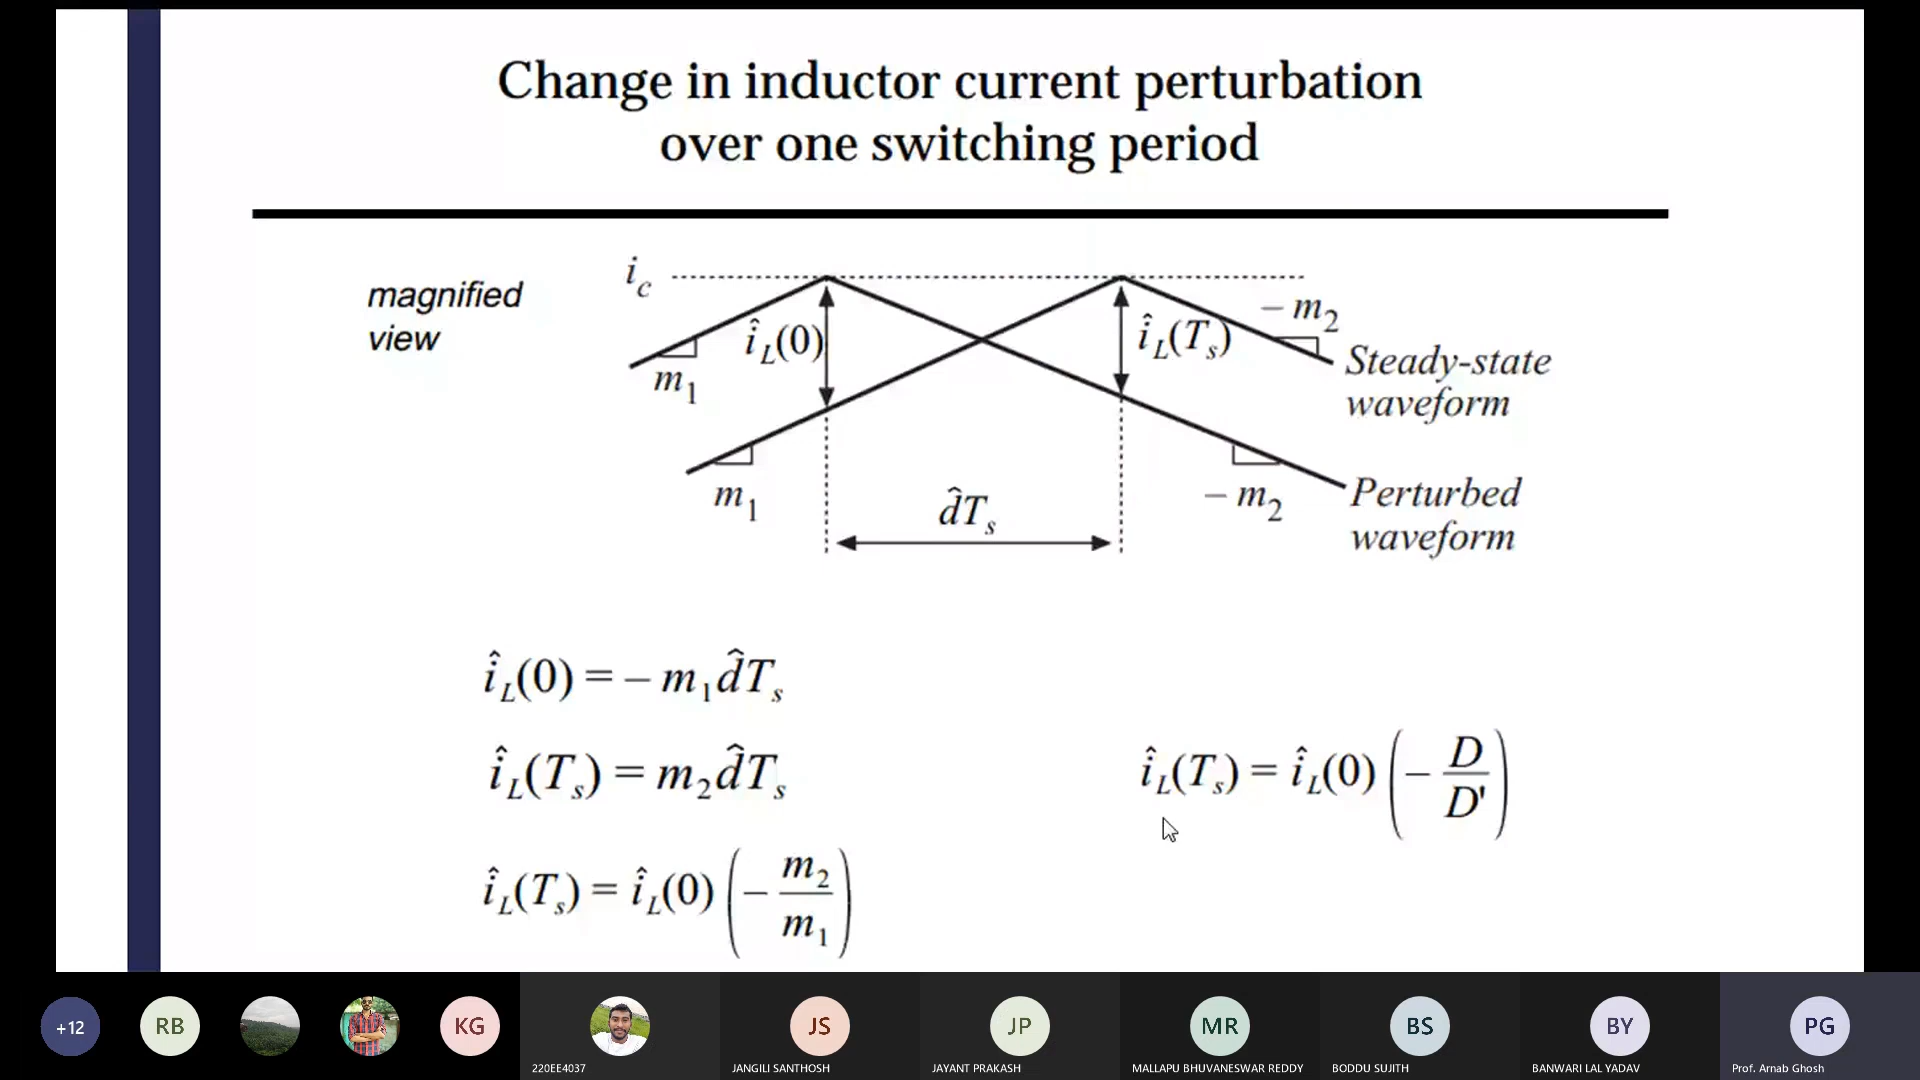 Change in inductor current perturbation
over one switching period
magnified
view
i_c
î_L(0)
m_1
î_L(T_s)
– m_2
Steady-state
waveform
m_1
d̂T_s
– m_2
Perturbed
waveform
î_L(0) = – m_1 d̂T_s
î_L(T_s) = m_2 d̂T_s
î_L(T_s) = î_L(0) (– m_2/m_1)
î_L(T_s) = î_L(0) (– D/D')
+12
RB
KG
JS
JP
MR
BS
BY
PG
220EE4037
JANGILI SANTHOSH
JAYANT PRAKASH
MALLAPU BHUVANESWAR REDDY
BODDU SUJITH
BANWARI LAL YADAV
Prof. Arnab Ghosh